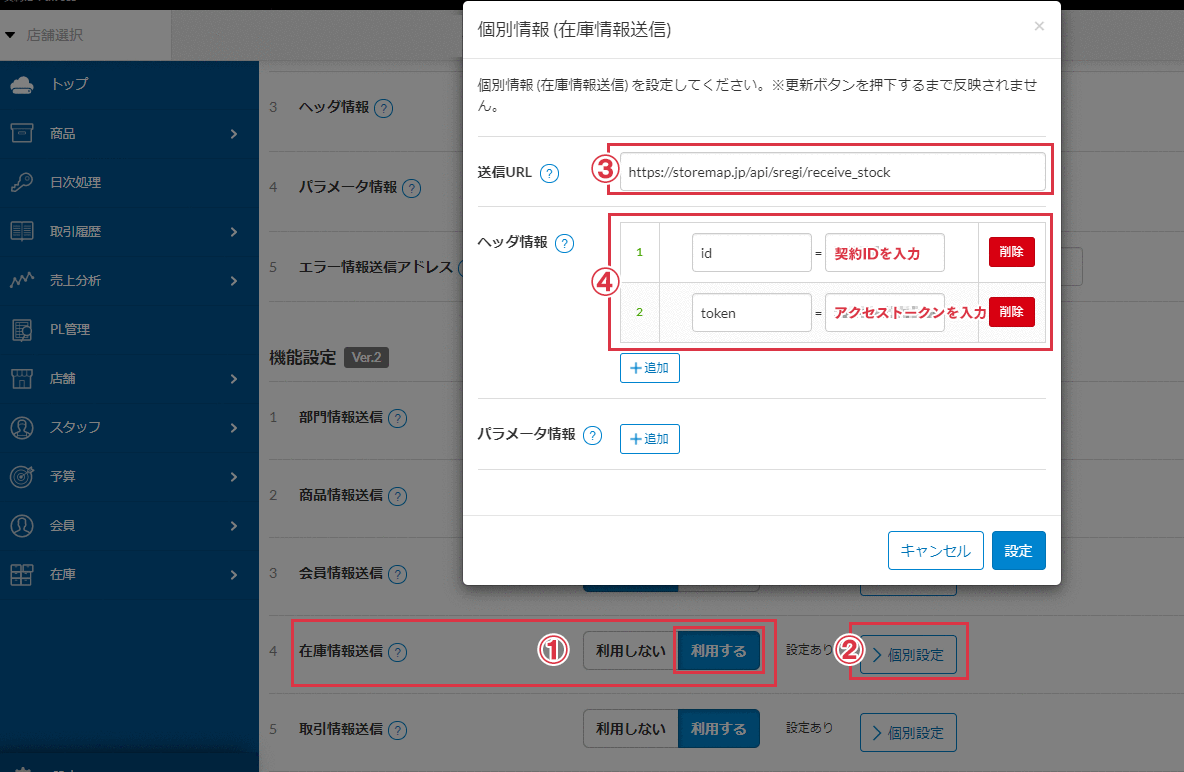 店舗選択
トップ
商品
日次処理
取引履歴
売上分析
PL管理
店舗
スタッフ
予算
会員
在庫
3 ヘッダ情報 ?
4 パラメータ情報 ?
5 エラー情報送信アドレス
機能設定 Ver.2
1 部門情報送信 ?
2 商品情報送信 ?
3 会員情報送信 ?
4 在庫情報送信 ? ① 利用しない 利用する 設定あり ② 個別設定
5 取引情報送信 ? 利用しない 利用する 設定あり 個別設定
個別情報 (在庫情報送信) ×
個別情報 (在庫情報送信) を設定してください。※更新ボタンを押下するまで反映されませ
ん。
送信URL ? ③ https://storemap.jp/api/sregi/receive_stock
ヘッダ情報 ? ④
1 id = 契約IDを入力 削除
2 token = アクセストークンを入力 削除
+追加
パラメータ情報 ? +追加
キャンセル 設定